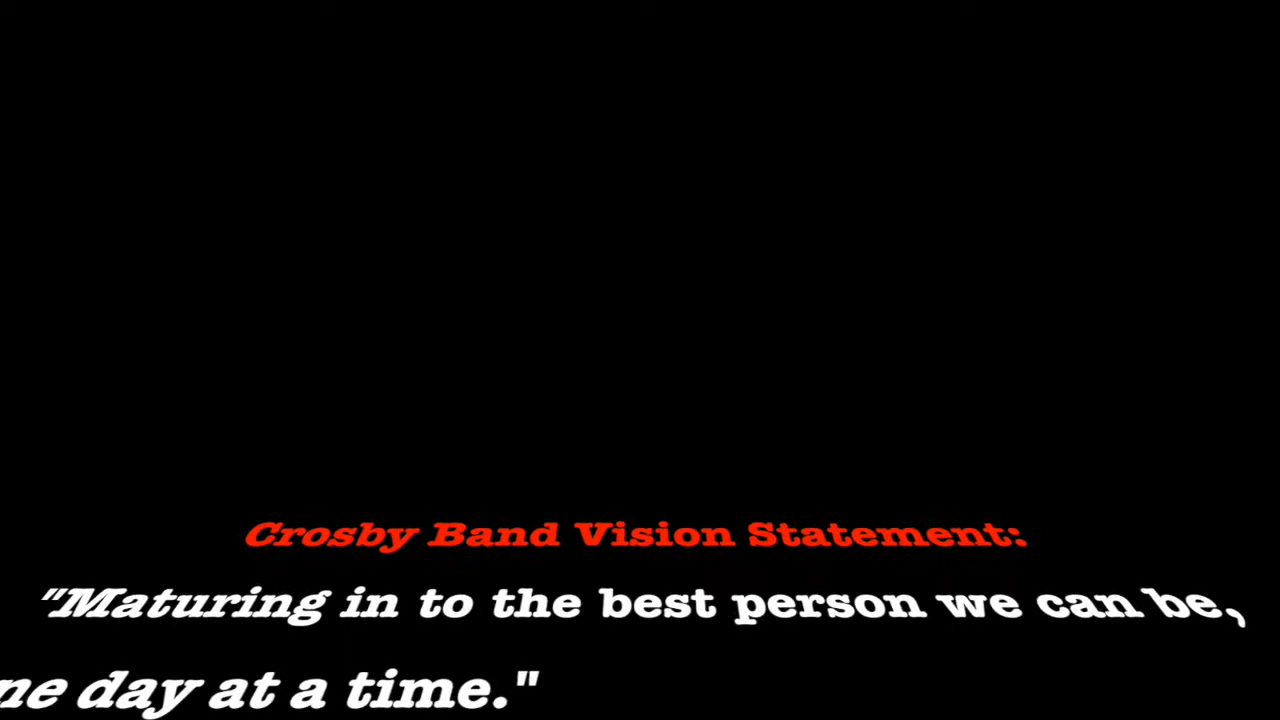 Crosby Band Vision Statement:
"Maturing in to the best person we can be,
ne day at a time."